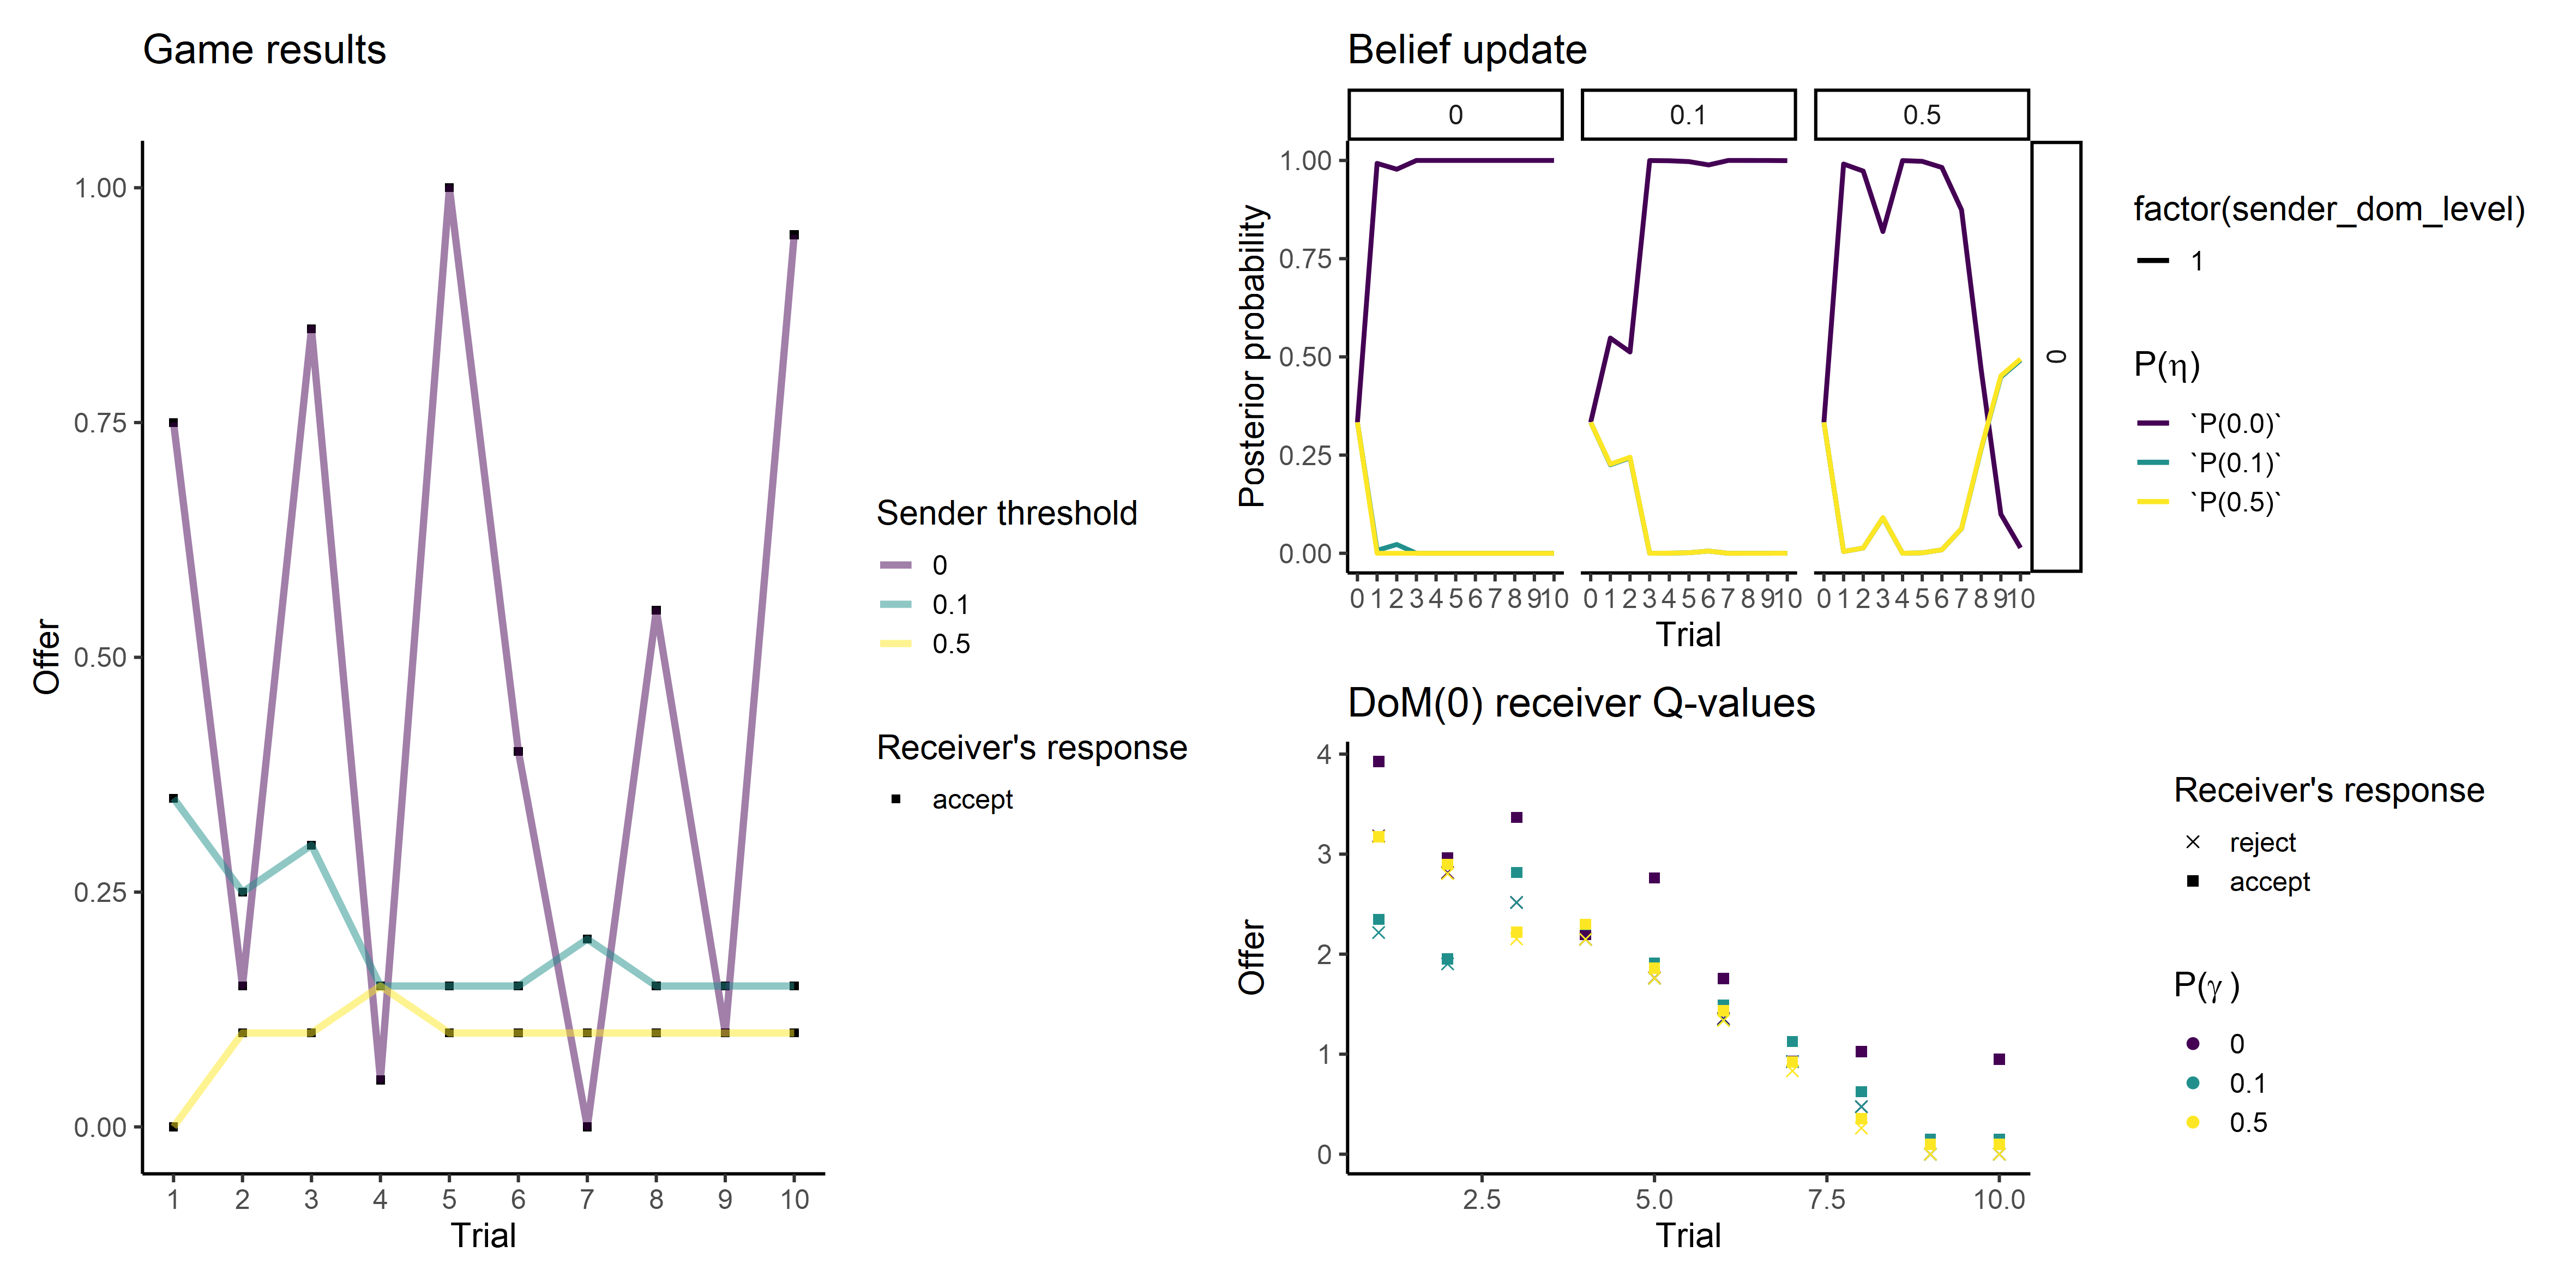 Game results
1.00
0.75
0.50
0.25
0.00
Offer
1 2 3 4 5 6 7 8 9 10
Trial
Sender threshold
0
0.1
0.5
Receiver's response
accept
Belief update
0 0.1 0.5
0
1.00
0.75
0.50
0.25
0.00
Posterior probability
0 1 2 3 4 5 6 7 8 9 10 0 1 2 3 4 5 6 7 8 9 10 0 1 2 3 4 5 6 7 8 9 10
Trial
factor(sender_dom_level)
1
P(η)
`P(0.0)`
`P(0.1)`
`P(0.5)`
DoM(0) receiver Q-values
4
3
2
1
0
Offer
2.5 5.0 7.5 10.0
Trial
Receiver's response
reject
accept
P(γ )
0
0.1
0.5